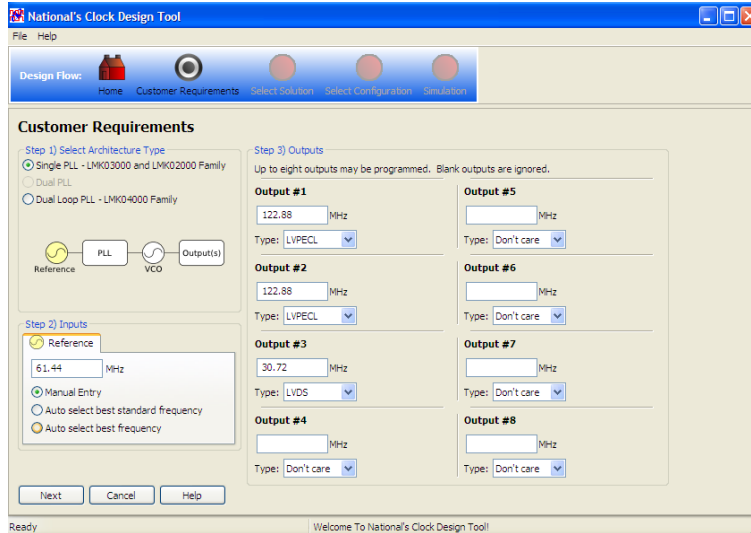 National's Clock Design Tool
File Help
Design Flow:
Home Customer Requirements Select Solution Select Configuration Simulation
Customer Requirements
Step 1) Select Architecture Type
Single PLL - LMK03000 and LMK02000 Family
Dual PLL
Dual Loop PLL - LMK04000 Family
Reference PLL VCO Output(s)
Step 2) Inputs
Reference
61.44 MHz
Manual Entry
Auto select best standard frequency
Auto select best frequency
Step 3) Outputs
Up to eight outputs may be programmed. Blank outputs are ignored.
Output #1
122.88 MHz
Type: LVPECL
Output #2
122.88 MHz
Type: LVPECL
Output #3
30.72 MHz
Type: LVDS
Output #4
MHz
Type: Don't care
Output #5
MHz
Type: Don't care
Output #6
MHz
Type: Don't care
Output #7
MHz
Type: Don't care
Output #8
MHz
Type: Don't care
Next Cancel Help
Ready Welcome To National's Clock Design Tool!